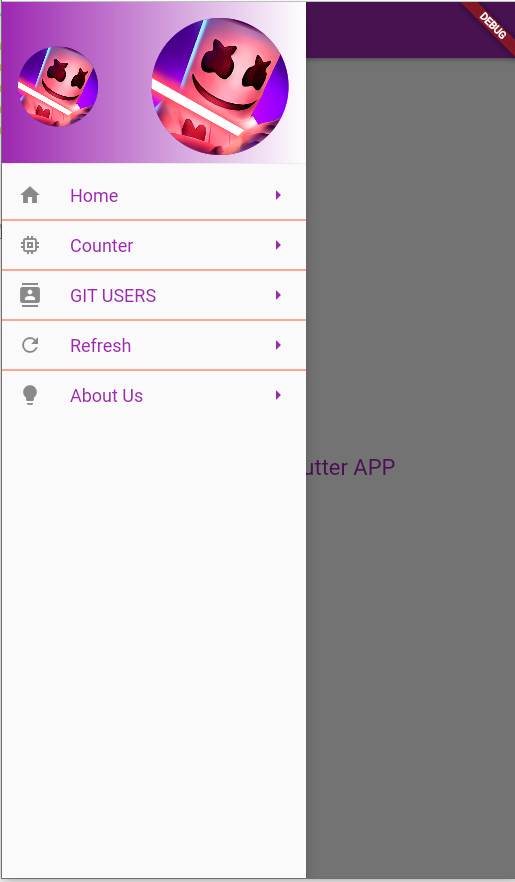 DEBUG
Home
Counter
GIT USERS
Refresh
About Us
utter APP